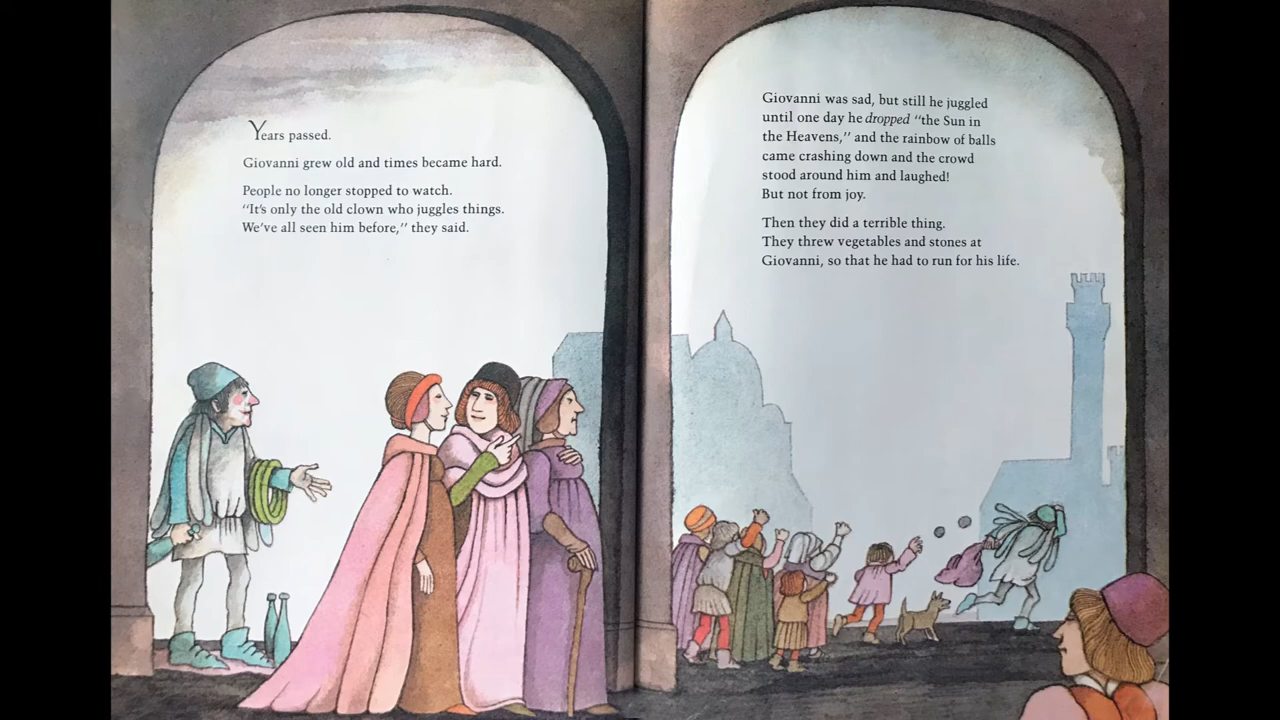 Years passed.
Giovanni grew old and times became hard.
People no longer stopped to watch.
“It’s only the old clown who juggles things.
We’ve all seen him before,” they said.
Giovanni was sad, but still he juggled
until one day he dropped “the Sun in
the Heavens,” and the rainbow of balls
came crashing down and the crowd
stood around him and laughed!
But not from joy.
Then they did a terrible thing.
They threw vegetables and stones at
Giovanni, so that he had to run for his life.